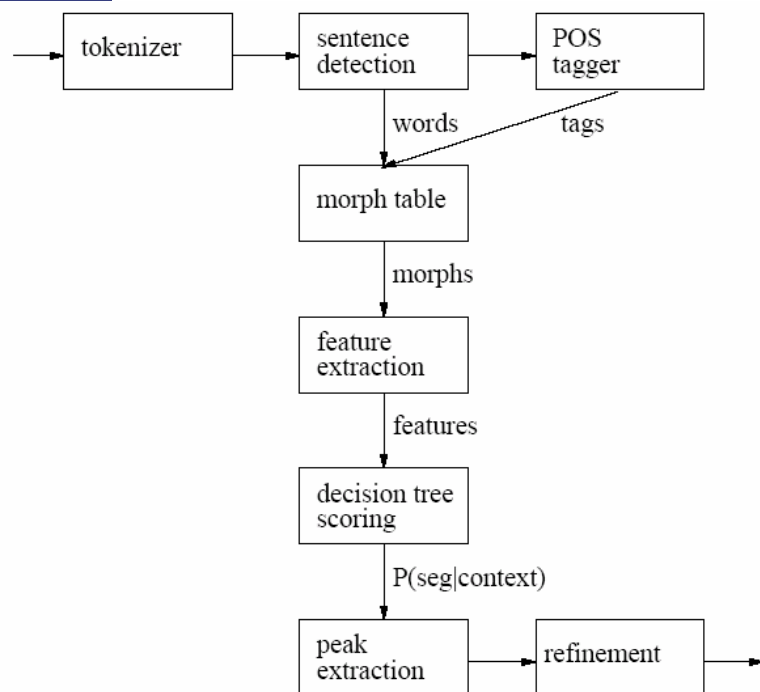 tokenizer
sentence
detection
POS
tagger
words
tags
morph table
morphs
feature
extraction
features
decision tree
scoring
P(seg|context)
peak
extraction
refinement